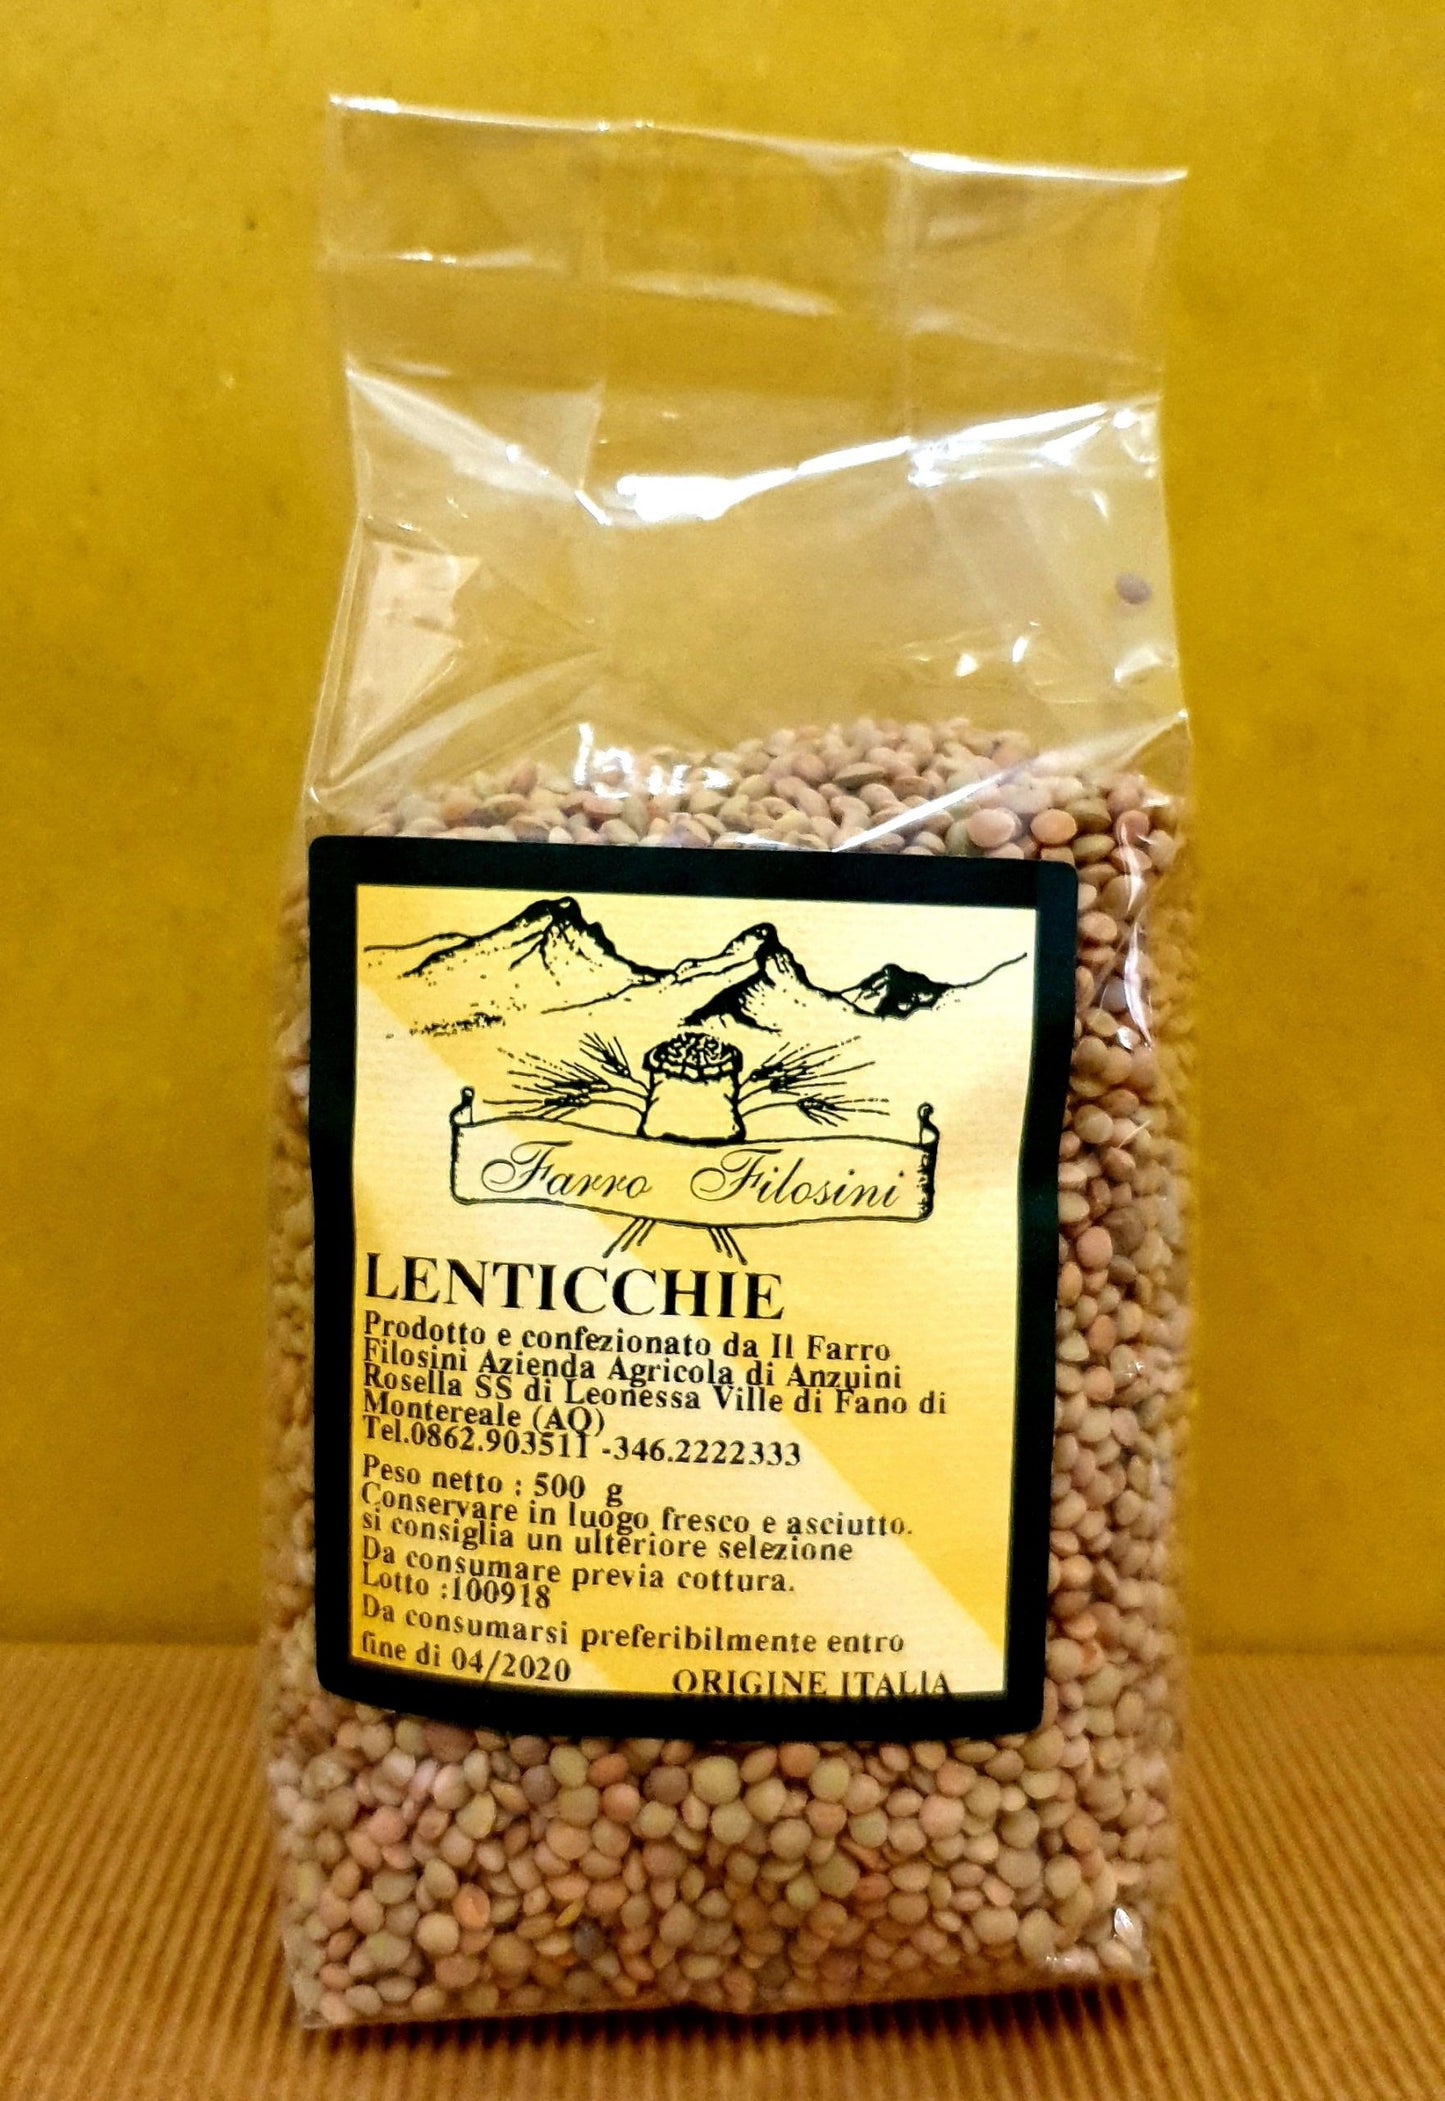 Farro Filosini
LENTICCHIE
Prodotto e confezionato da Il Farro
Filosini Azienda Agricola di Anzuini
Rosella SS di Leonessa Ville di Fano di
Montereale (AQ)
Tel.0862.903511 -346.2222333
Peso netto : 500 g
Conservare in luogo fresco e asciutto.
si consiglia un ulteriore selezione
Da consumare previa cottura.
Lotto :100918
Da consumarsi preferibilmente entro
fine di 04/2020 ORIGINE ITALIA